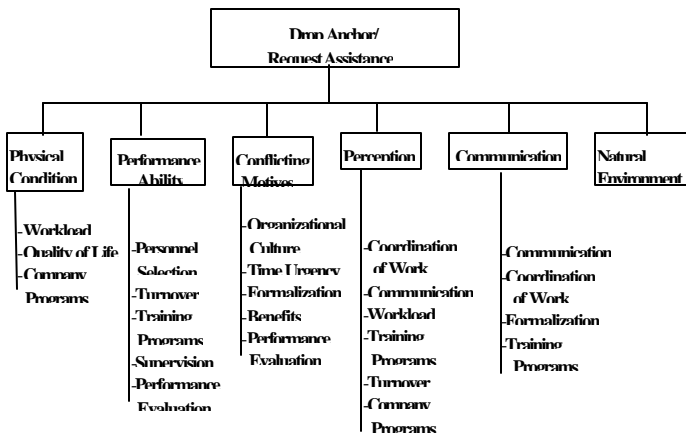 Drop Anchor/
Request Assistance
Physical
Condition
-Workload
-Quality of Life
-Company
Programs
Performance
Ability
-Personnel
Selection
-Turnover
-Training
Programs
-Supervision
-Performance
Evaluation
Conflicting
Motives
-Organizational
Culture
-Time Urgency
-Formalization
-Benefits
-Performance
Evaluation
Perception
-Coordination
of Work
-Communication
-Workload
-Training
Programs
-Turnover
-Company
Programs
Communication
-Communication
-Coordination
of Work
-Formalization
-Training
Programs
Natural
Environment